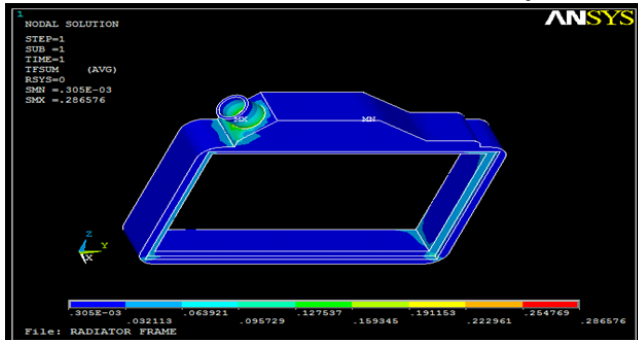 1
NODAL SOLUTION
ANSYS
STEP=1
SUB =1
TIME=1
TFSUM (AVG)
RSYS=0
SMN =.305E-03
SMX =.286576
MX
MN
Z
Y
X
.305E-03 .063921 .127537 .191153 .254769
.032113 .095729 .159345 .222961 .286576
File: RADIATOR FRAME